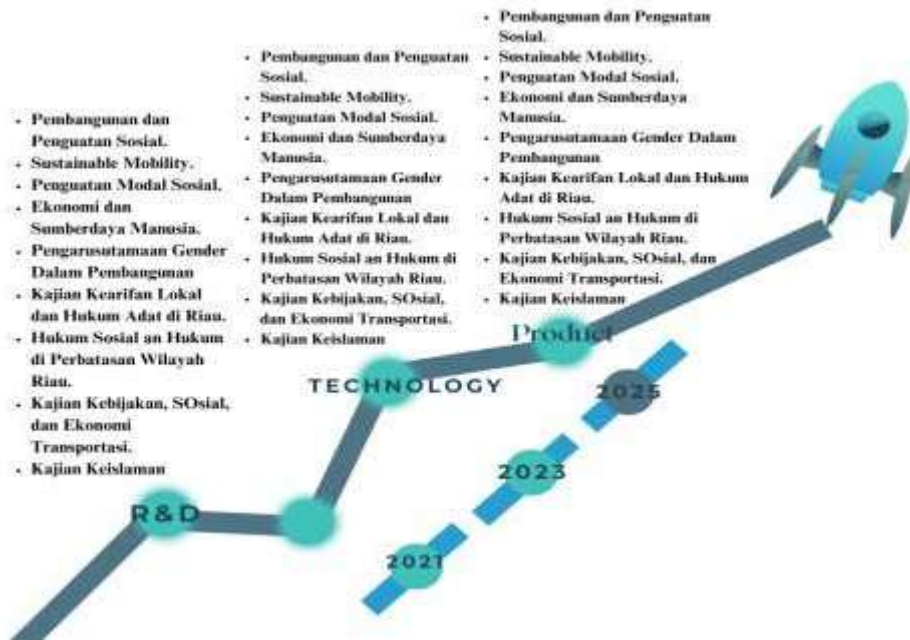 • Pembangunan dan
Penguatan Sosial.
• Sustainable Mobility.
• Penguatan Modal Sosial.
• Ekonomi dan
Sumberdaya Manusia.
• Pengarusutamaan Gender
Dalam Pembangunan
• Kajian Kearifan Lokal
dan Hukum Adat di Riau.
• Hukum Sosial an Hukum
di Perbatasan Wilayah
Riau.
• Kajian Kebijakan, SOsial,
dan Ekonomi
Transportasi.
• Kajian Keislaman
• Pembangunan dan Penguatan
Sosial.
• Sustainable Mobility.
• Penguatan Modal Sosial.
• Ekonomi dan Sumberdaya
Manusia.
• Pengarusutamaan Gender
Dalam Pembangunan
• Kajian Kearifan Lokal dan
Hukum Adat di Riau.
• Hukum Sosial an Hukum di
Perbatasan Wilayah Riau.
• Kajian Kebijakan, SOsial,
dan Ekonomi Transportasi.
• Kajian Keislaman
• Pembangunan dan Penguatan
Sosial.
• Sustainable Mobility.
• Penguatan Modal Sosial.
• Ekonomi dan Sumberdaya
Manusia.
• Pengarusutamaan Gender Dalam
Pembangunan
• Kajian Kearifan Lokal dan Hukum
Adat di Riau.
• Hukum Sosial an Hukum di
Perbatasan Wilayah Riau.
• Kajian Kebijakan, SOsial, dan
Ekonomi Transportasi.
• Kajian Keislaman
R&D
TECHNOLOGY
Product
2021
2023
2025